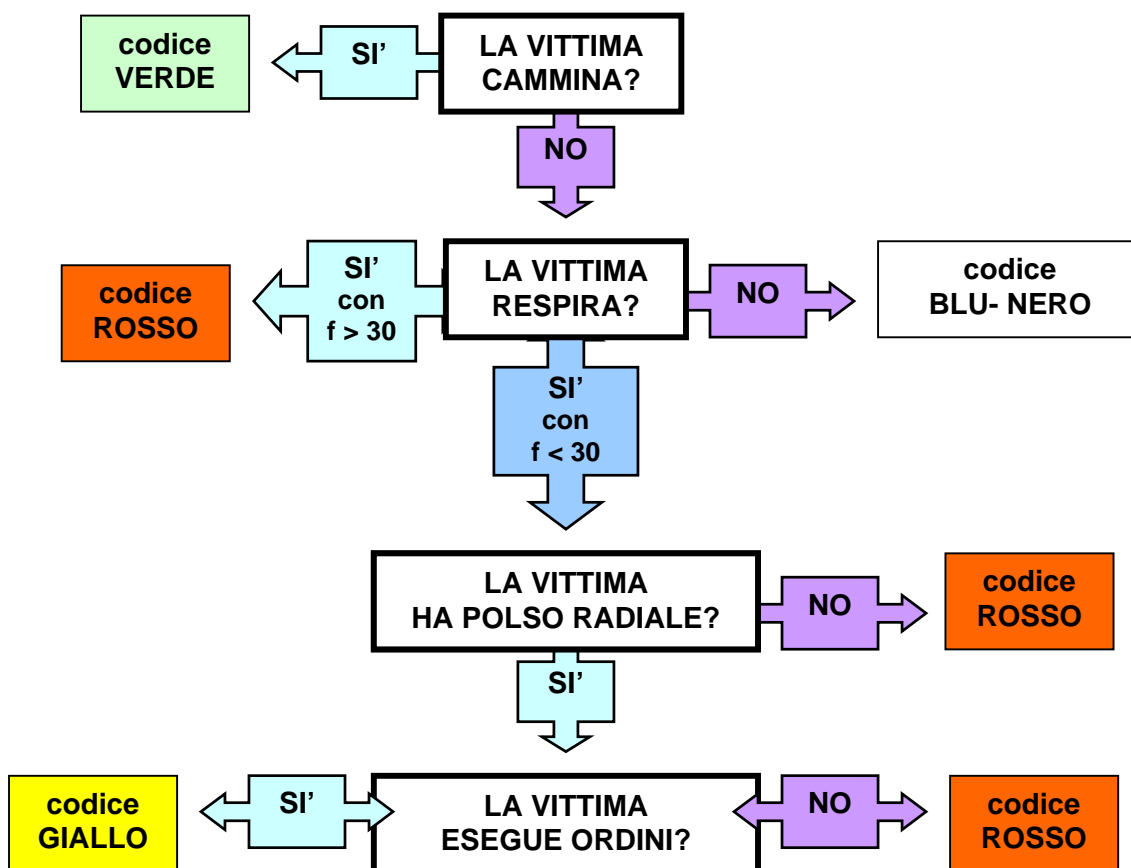 codice
VERDE
SI’
LA VITTIMA
CAMMINA?
NO
codice
ROSSO
SI’
con
f > 30
LA VITTIMA
RESPIRA?
NO
codice
BLU- NERO
SI’
con
f < 30
LA VITTIMA
HA POLSO RADIALE?
NO
codice
ROSSO
SI’
codice
GIALLO
SI’
LA VITTIMA
ESEGUE ORDINI?
NO
codice
ROSSO